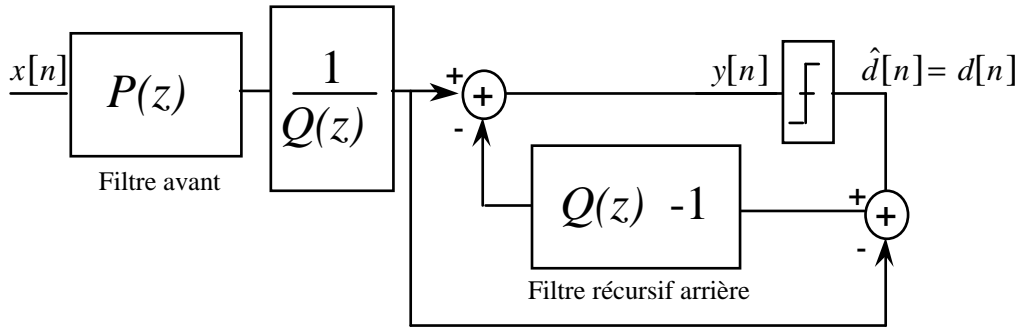 x[n]
P(z)
1
Q(z)
Filtre avant
+
-
+
y[n]
d̂[n]= d[n]
Q(z) -1
+
-
+
Filtre récursif arrière